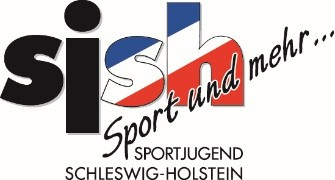 sjsh
Sport und mehr...
SPORTJUGEND
SCHLESWIG-HOLSTEIN